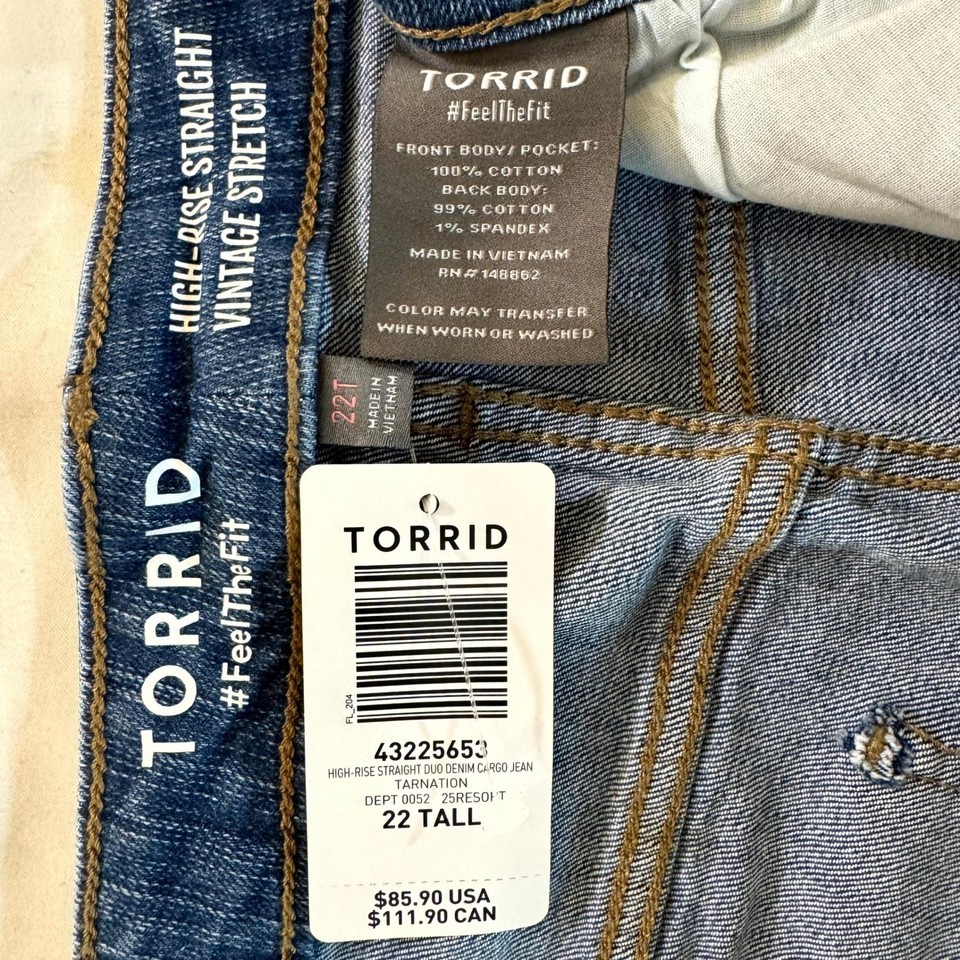 HIGH-RISE STRAIGHT
VINTAGE STRETCH
TORRID
#FeelTheFit
TORRID
#FeelTheFit
FRONT BODY/POCKET:
100% COTTON
BACK BODY:
99% COTTON
1% SPANDEX
MADE IN VIETNAM
RN#148862
COLOR MAY TRANSFER
WHEN WORN OR WASHED
22T
MADE IN
VIETNAM
TORRID
FL_204
43225653
HIGH-RISE STRAIGHT DUO DENIM CARGO JEAN
TARNATION
DEPT 0052 25RESORT
22 TALL
$85.90 USA
$111.90 CAN